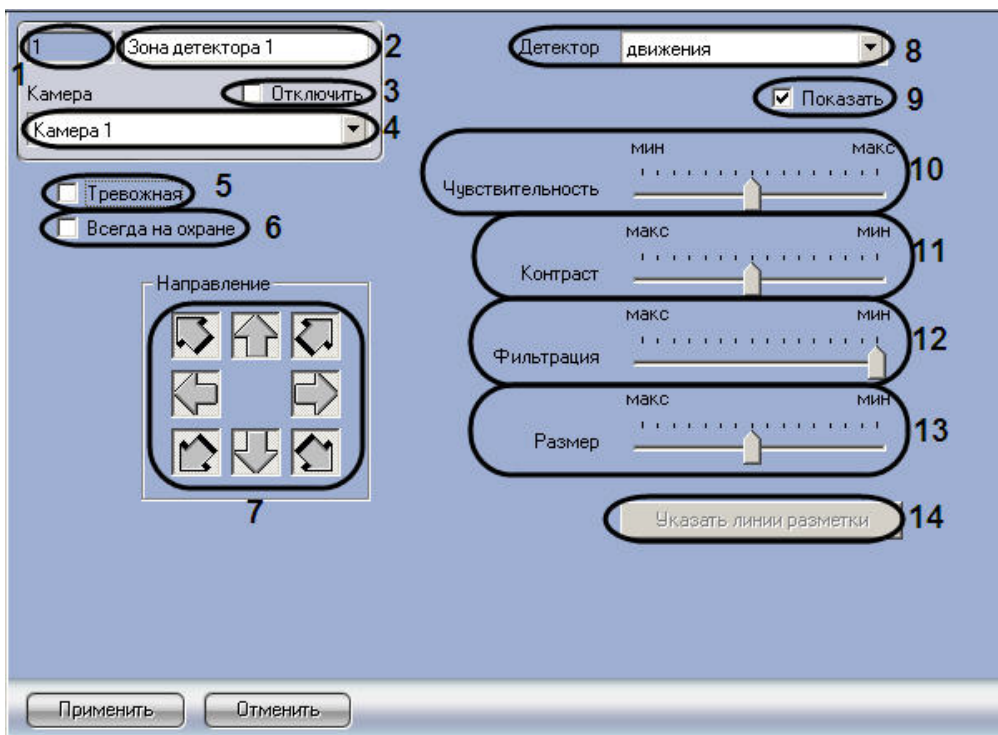 1
Зона детектора 1
2
1
Камера
Отключить
3
Камера 1
4
Тревожная
5
Всегда на охране
6
Направление
7
Детектор
движения
8
Показать
9
мин макс
10
Чувствительность
макс мин
11
Контраст
макс мин
12
Фильтрация
макс мин
13
Размер
Указать линии разметки
14
Применить
Отменить